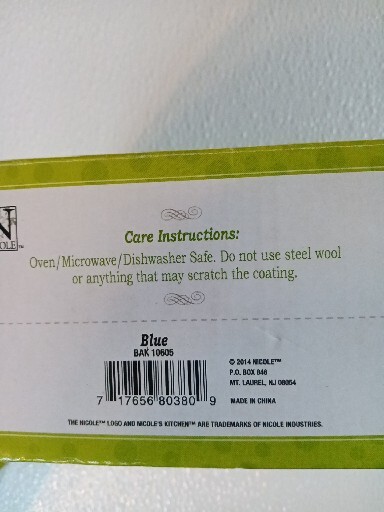 N
OLE™
Care Instructions:
Oven/Microwave/Dishwasher Safe. Do not use steel wool
or anything that may scratch the coating.
Blue
BAK 10605
7 17656 80380 9
© 2014 NICOLE™
P.O. BOX 846
MT. LAUREL, NJ 08054
MADE IN CHINA
THE NICOLE™ LOGO AND NICOLE'S KITCHEN™ ARE TRADEMARKS OF NICOLE INDUSTRIES.